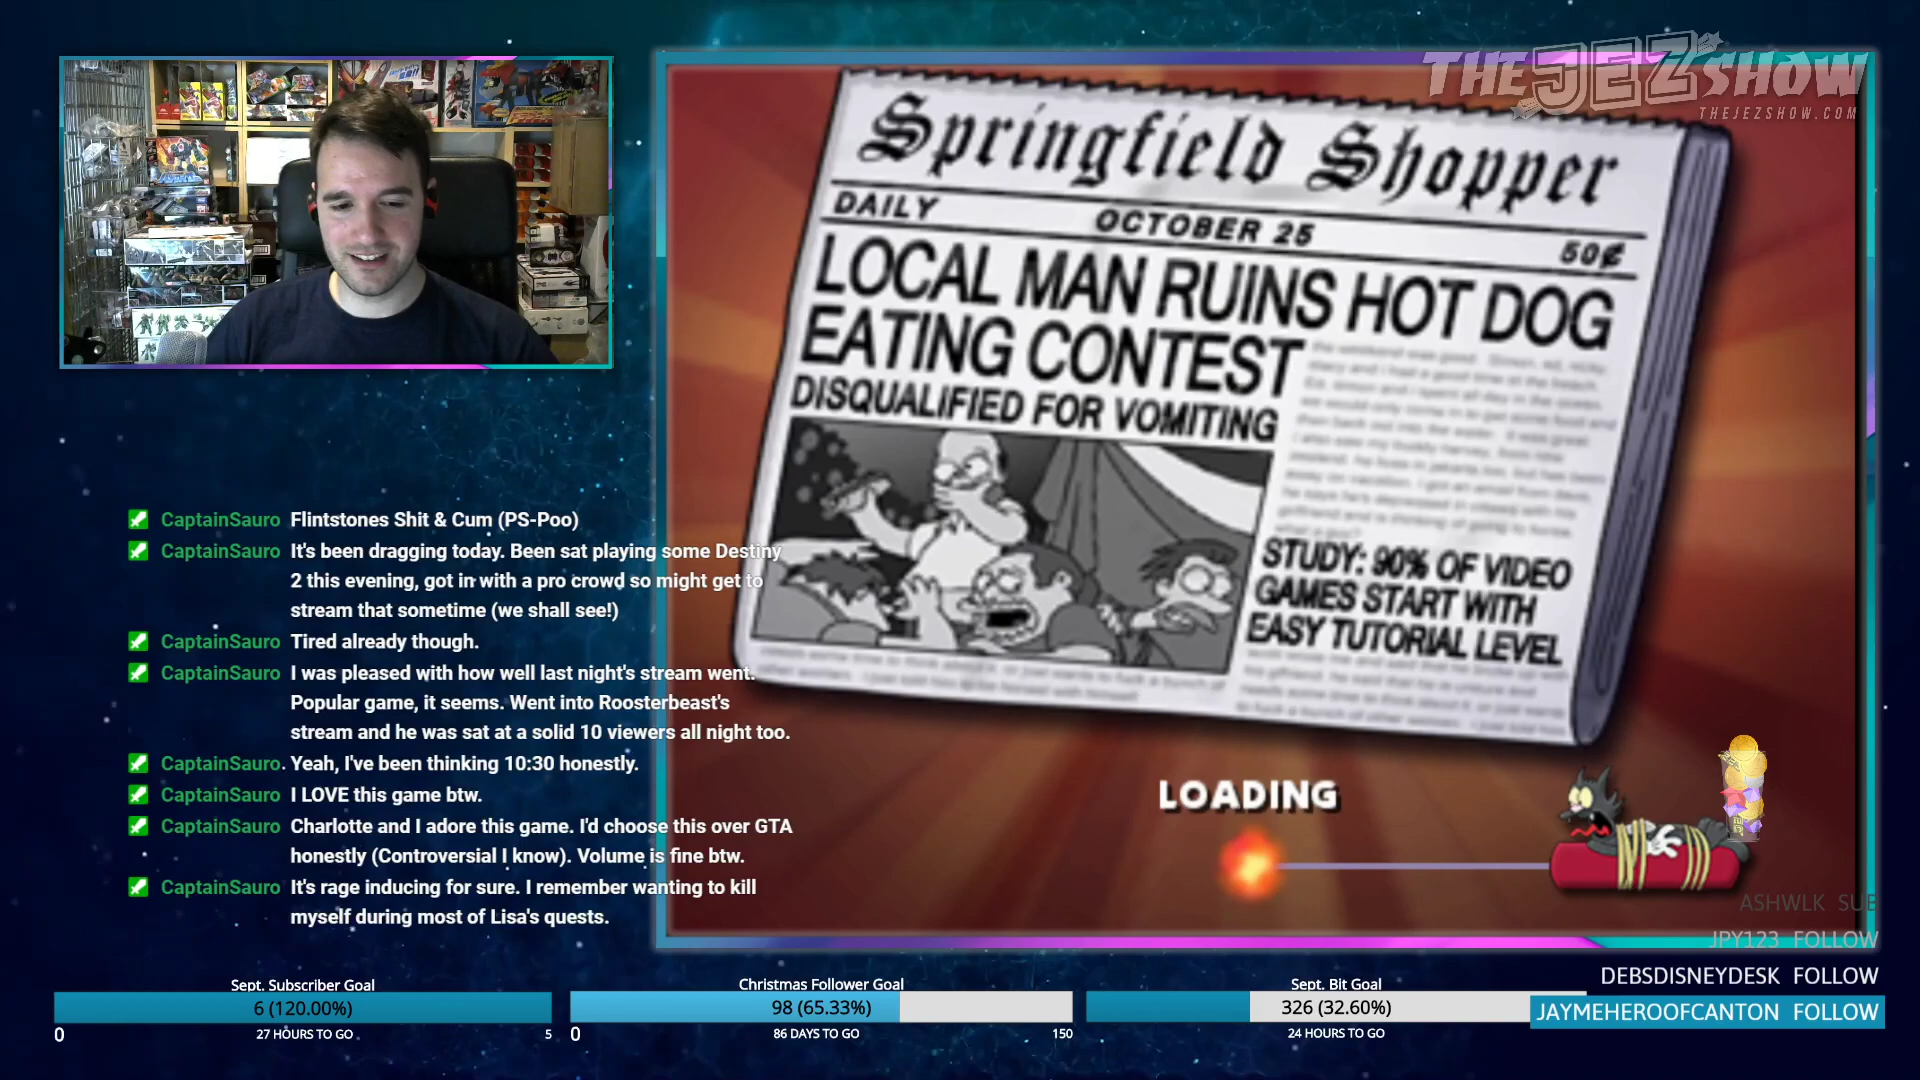 THE JEZ SHOW
THEJEZSHOW.COM
Springfield Shopper
DAILY OCTOBER 25 50¢
LOCAL MAN RUINS HOT DOG
EATING CONTEST
DISQUALIFIED FOR VOMITING
STUDY: 90% OF VIDEO
GAMES START WITH
EASY TUTORIAL LEVEL
LOADING
CaptainSauro Flintstones Shit & Cum (PS-Poo)
CaptainSauro It's been dragging today. Been sat playing some Destiny
2 this evening, got in with a pro crowd so might get to
stream that sometime (we shall see!)
CaptainSauro Tired already though.
CaptainSauro I was pleased with how well last night's stream went.
Popular game, it seems. Went into Roosterbeast's
stream and he was sat at a solid 10 viewers all night too.
CaptainSauro Yeah, I've been thinking 10:30 honestly.
CaptainSauro I LOVE this game btw.
CaptainSauro Charlotte and I adore this game. I'd choose this over GTA
honestly (Controversial I know). Volume is fine btw.
CaptainSauro It's rage inducing for sure. I remember wanting to kill
myself during most of Lisa's quests.
ASHWLK SUB
JPY123 FOLLOW
DEBSDISNEYDESK FOLLOW
JAYMEHEROOFCANTON FOLLOW
Sept. Subscriber Goal
6 (120.00%)
0 27 HOURS TO GO 5
Christmas Follower Goal
98 (65.33%)
0 86 DAYS TO GO 150
Sept. Bit Goal
326 (32.60%)
24 HOURS TO GO